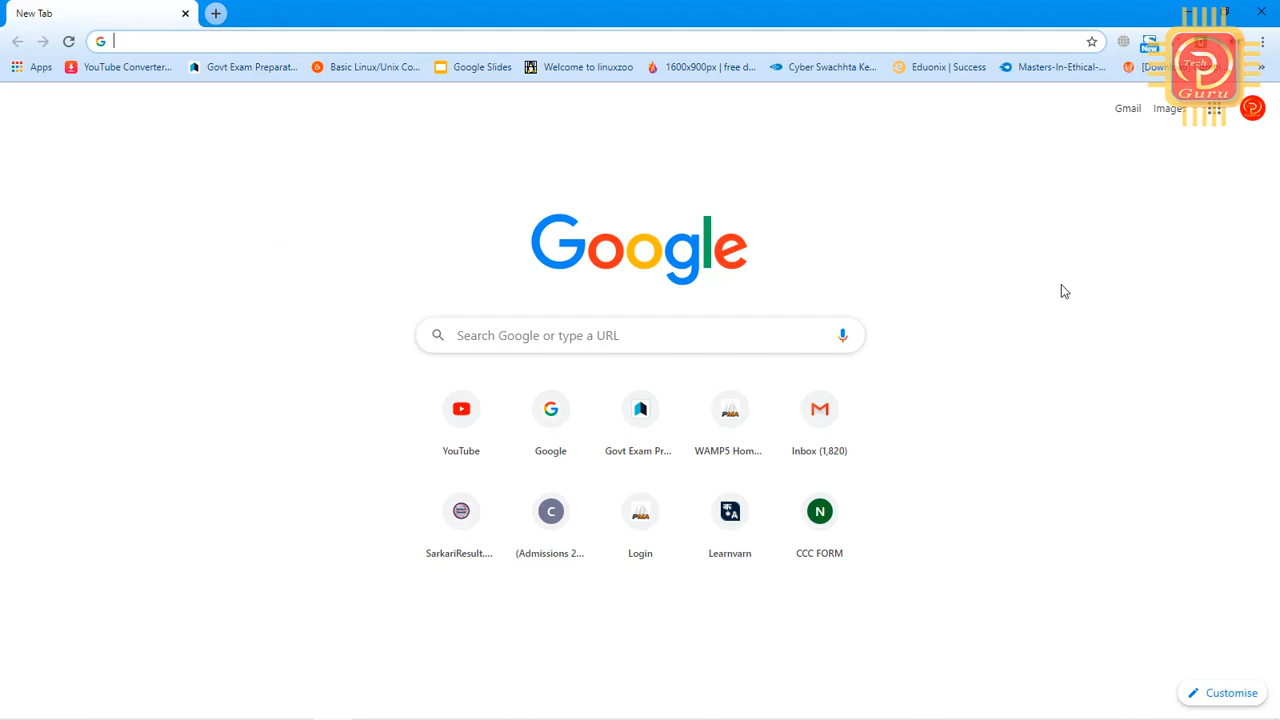 New Tab
Apps YouTube Converter... Govt Exam Preparat... Basic Linux/Unix Co... Google Slides Welcome to linuxzoo 1600x900px | free d... Cyber Swachhta Ke... Eduonix | Success Masters-In-Ethical-...
New
Tech
Guru
Gmail Images
Google
Search Google or type a URL
YouTube Google Govt Exam Pr... WAMP5 Hom... Inbox (1,820)
C N
SarkariResult.... (Admissions 2... Login Learnvarn CCC FORM
Customise